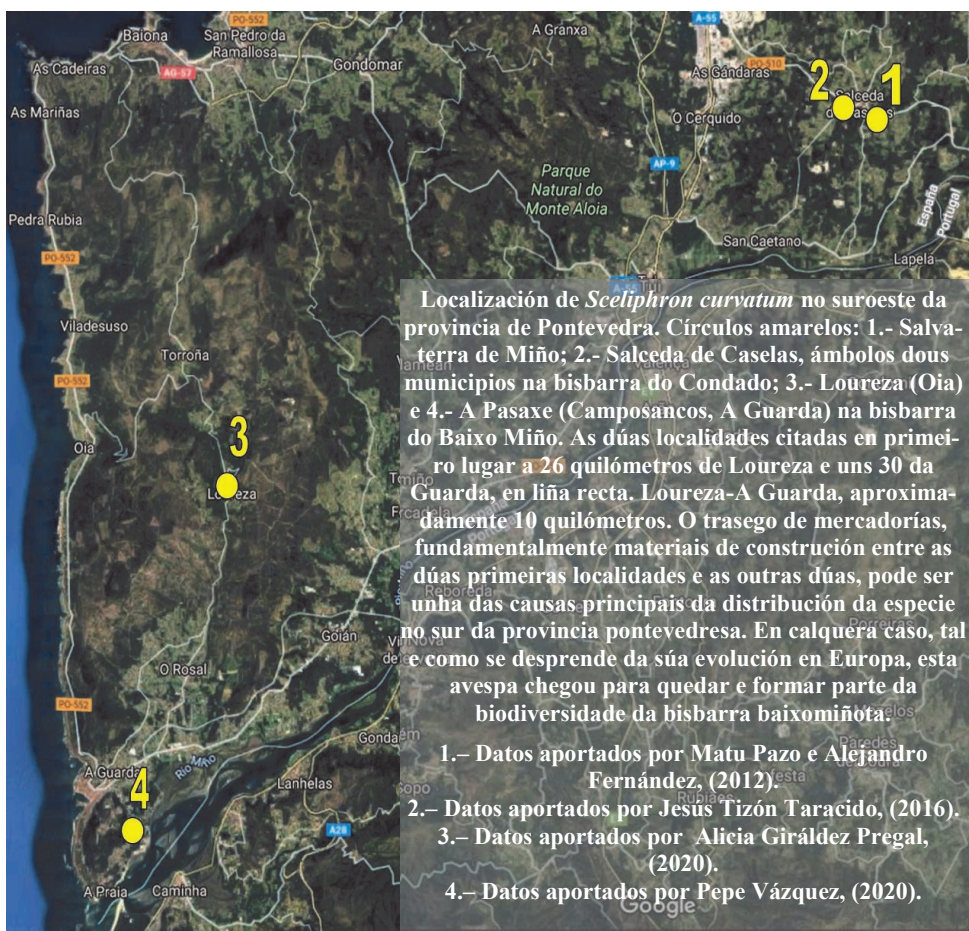 PO-552
Baiona
San Pedro da
Ramallosa
A Granxa
A-55
As Cadeiras
AG-57
Gondomar
As Gándaras
PO-510
2
1
Salceda
As Mariñas
O Cerquido
Parque
Natural do
Monte Aloia
AP-9
España
Portugal
Pedra Rubia
San Caetano
PO-552
Lapela
Tui
Viladesuso
Torroña
Oia
3
Loureza
Goián
O Rosal
PO-552
A Guarda
Río Miño
4
Lanhelas
A28
A Praia
Caminha
Localización de Sceliphron curvatum no suroeste da
provincia de Pontevedra. Círculos amarelos: 1.- Salva-
terra de Miño; 2.- Salceda de Caselas, ámbolos dous
municipios na bisbarra do Condado; 3.- Loureza (Oia)
e 4.- A Pasaxe (Camposancos, A Guarda) na bisbarra
do Baixo Miño. As dúas localidades citadas en primei-
ro lugar a 26 quilómetros de Loureza e uns 30 da
Guarda, en liña recta. Loureza-A Guarda, aproxima-
damente 10 quilómetros. O trasego de mercadorías,
fundamentalmente materiais de construción entre as
dúas primeiras localidades e as outras dúas, pode ser
unha das causas principais da distribución da especie
no sur da provincia pontevedresa. En calquera caso, tal
e como se desprende da súa evolución en Europa, esta
avespa chegou para quedar e formar parte da
biodiversidade da bisbarra baixomiñota.
1.– Datos aportados por Matu Pazo e Alejandro
Fernández, (2012).
2.– Datos aportados por Jesús Tizón Taracido, (2016).
3.– Datos aportados por Alicia Giráldez Pregal,
(2020).
4.– Datos aportados por Pepe Vázquez, (2020).
Google